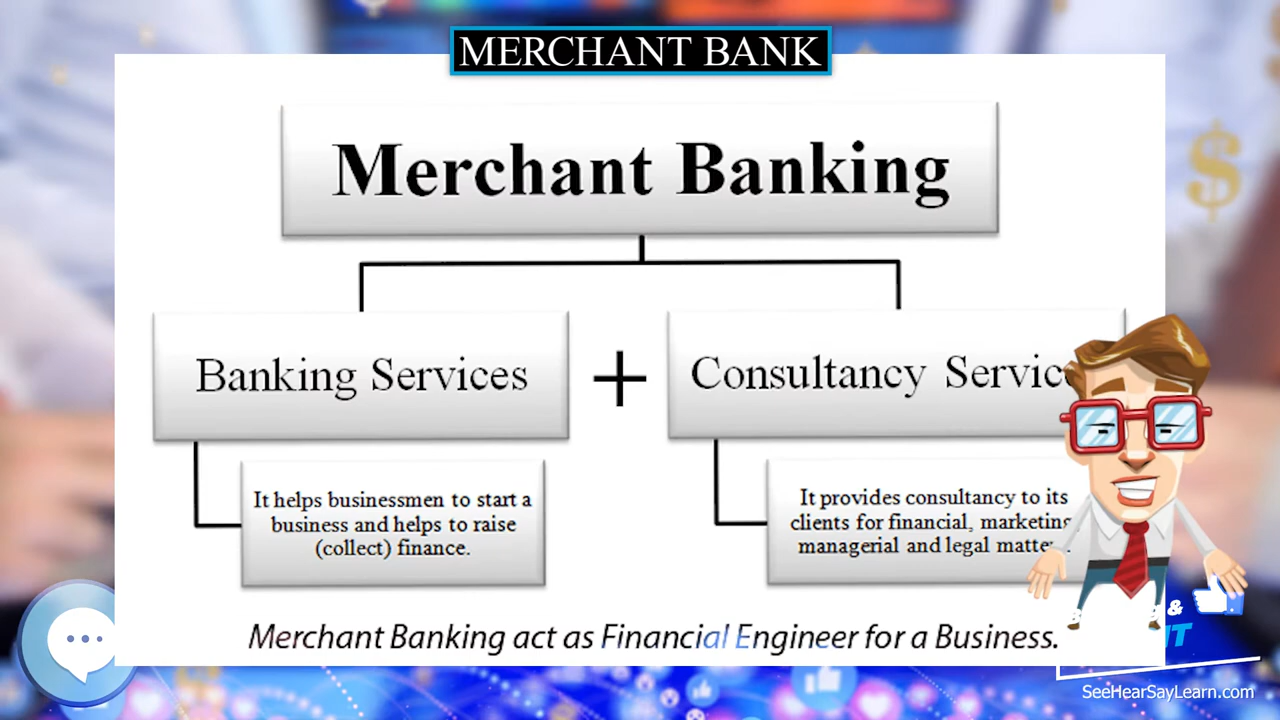 MERCHANT BANK
Merchant Banking
Banking Services
+
Consultancy
It helps businessmen to start a
business and helps to raise
(collect) finance.
It provides consultancy to its
clients for financial, marketing
managerial and legal
Merchant Banking act as Financial Engineer for a Business.
&
SeeHearSayLearn.com